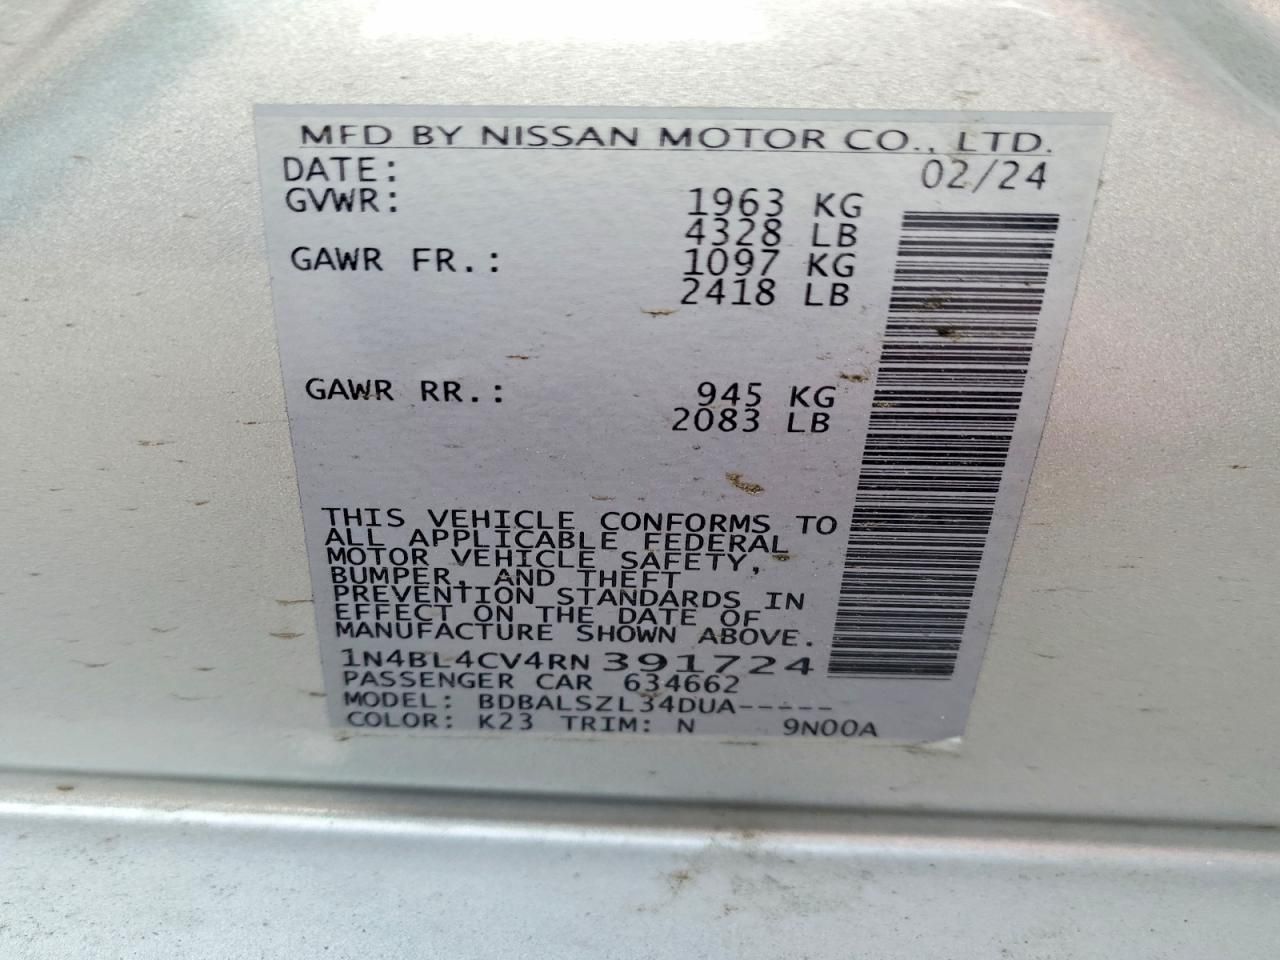 MFD BY NISSAN MOTOR CO., LTD.
DATE: 02/24
GVWR: 1963 KG
4328 LB
GAWR FR.: 1097 KG
2418 LB
GAWR RR.: 945 KG
2083 LB
THIS VEHICLE CONFORMS TO
ALL APPLICABLE FEDERAL
MOTOR VEHICLE SAFETY,
BUMPER, AND THEFT
PREVENTION STANDARDS IN
EFFECT ON THE DATE OF
MANUFACTURE SHOWN ABOVE.
1N4BL4CV4RN391724
PASSENGER CAR 634662
MODEL: BDBALSZL34DUA-----
COLOR: K23 TRIM: N 9N00A